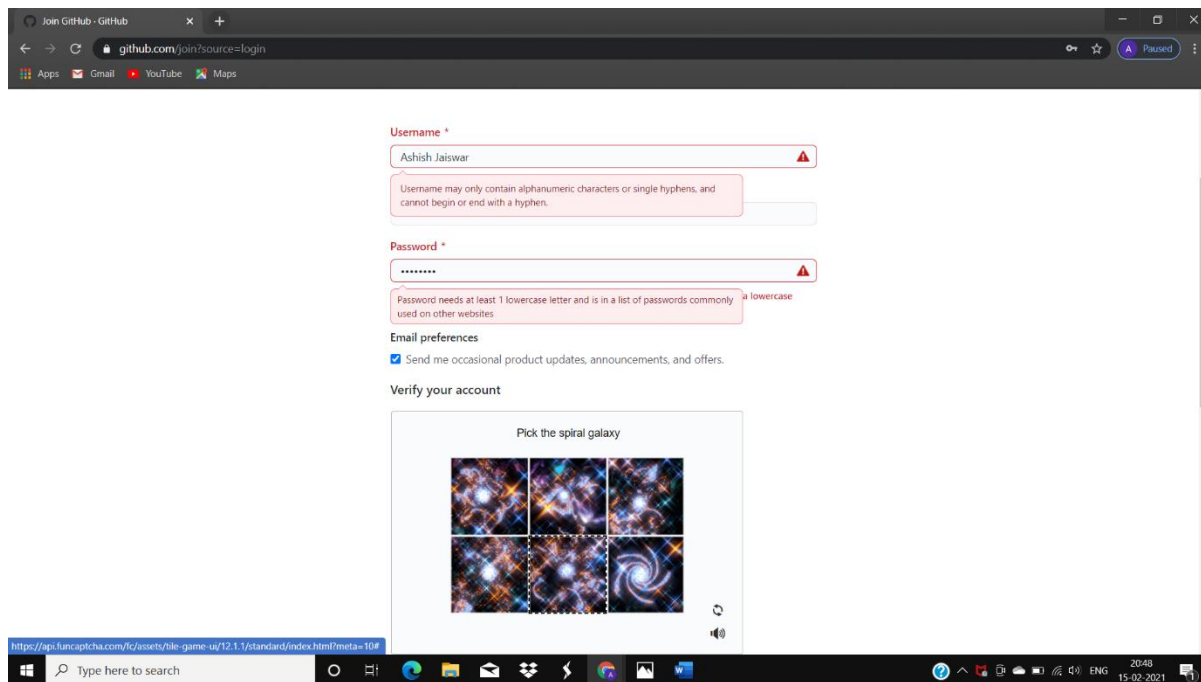 Join GitHub · GitHub
github.com/join?source=login
A Paused
Apps Gmail YouTube Maps
Username *
Ashish Jaiswar
Username may only contain alphanumeric characters or single hyphens, and
cannot begin or end with a hyphen.
Password *
••••••••
a lowercase
Password needs at least 1 lowercase letter and is in a list of passwords commonly
used on other websites
Email preferences
Send me occasional product updates, announcements, and offers.
Verify your account
Pick the spiral galaxy
https://api.funcaptcha.com/fc/assets/tile-game-ui/12.1.1/standard/index.html?meta=10#
Type here to search
ENG
20:48
15-02-2021